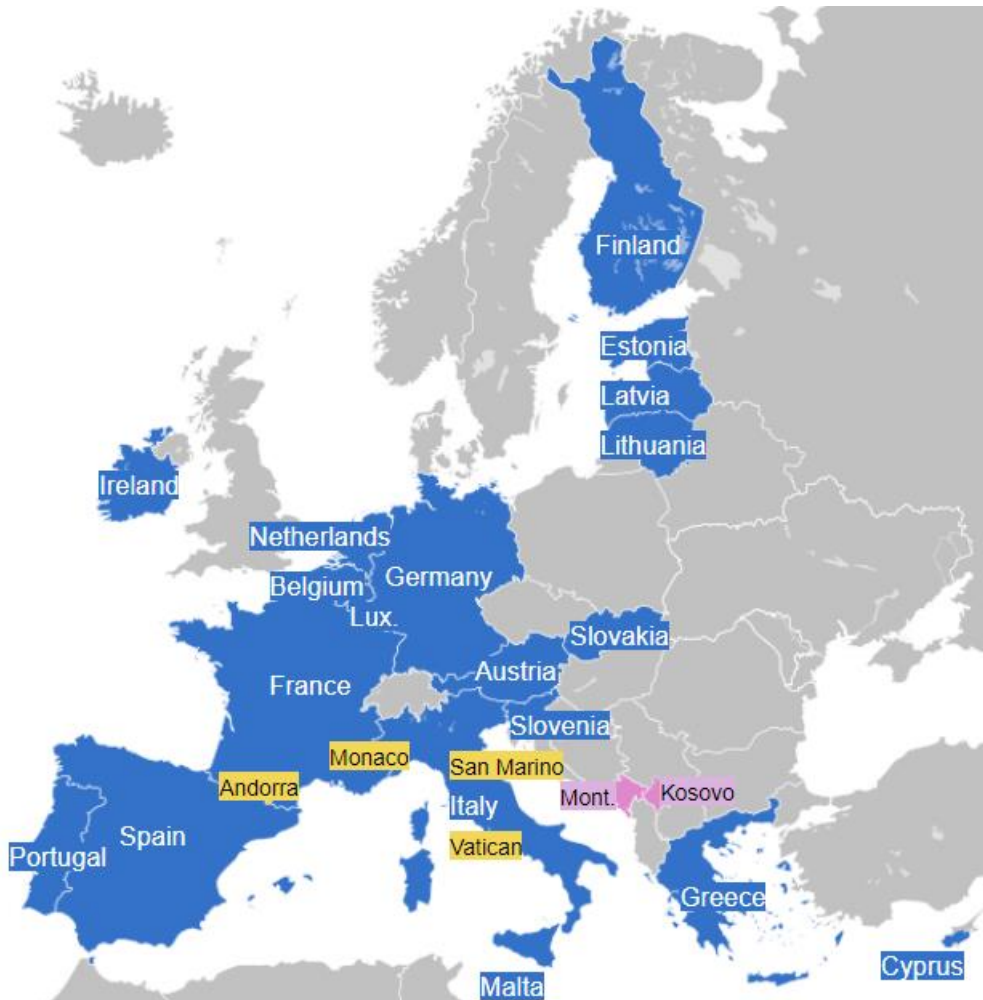 Finland
Estonia
Latvia
Lithuania
Ireland
Netherlands
Belgium
Germany
Lux.
Slovakia
Austria
France
Slovenia
Monaco
San Marino
Andorra
Mont.
Kosovo
Italy
Spain
Vatican
Portugal
Greece
Cyprus
Malta